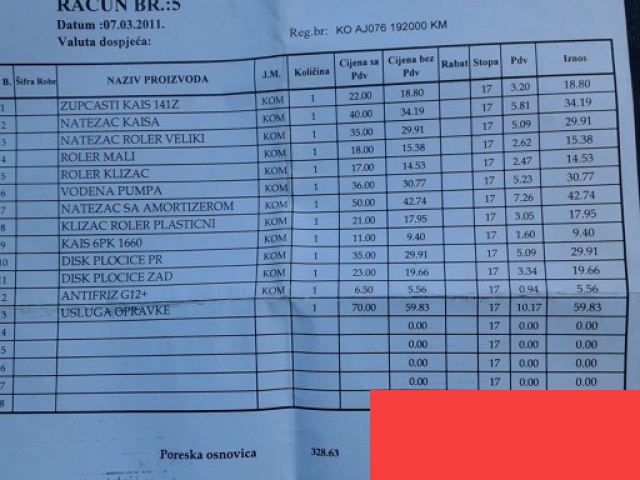 RAČUN BR.:5
Datum :07.03.2011.
Valuta dospjeća:
Reg.br: KO AJ076 192000 KM
B. Šifra Robe NAZIV PROIZVODA J.M. Količina Cijena sa Pdv Cijena bez Pdv Rabat Stopa Pdv Iznos
1 ZUPCASTI KAIS 141Z KOM 1 22.00 18.80 17 3.20 18.80
2 NATEZAC KAISA KOM 1 40.00 34.19 17 5.81 34.19
3 NATEZAC ROLER VELIKI KOM 1 35.00 29.91 17 5.09 29.91
4 ROLER MALI KOM 1 18.00 15.38 17 2.62 15.38
5 ROLER KLIZAC KOM 1 17.00 14.53 17 2.47 14.53
6 VODENA PUMPA KOM 1 36.00 30.77 17 5.23 30.77
7 NATEZAC SA AMORTIZEROM KOM 1 50.00 42.74 17 7.26 42.74
8 KLIZAC ROLER PLASTICNI KOM 1 21.00 17.95 17 3.05 17.95
9 KAIS 6PK 1660 KOM 1 11.00 9.40 17 1.60 9.40
10 DISK PLOCICE PR KOM 1 35.00 29.91 17 5.09 29.91
11 DISK PLOCICE ZAD KOM 1 23.00 19.66 17 3.34 19.66
2 ANTIFRIZ G12+ KOM 1 6.50 5.56 17 0.94 5.56
3 USLUGA OPRAVKE 1 70.00 59.83 17 10.17 59.83
4 0.00 17 0.00 0.00
5 0.00 17 0.00 0.00
6 0.00 17 0.00 0.00
7 0.00 17 0.00 0.00
8
Poreska osnovica 328.63